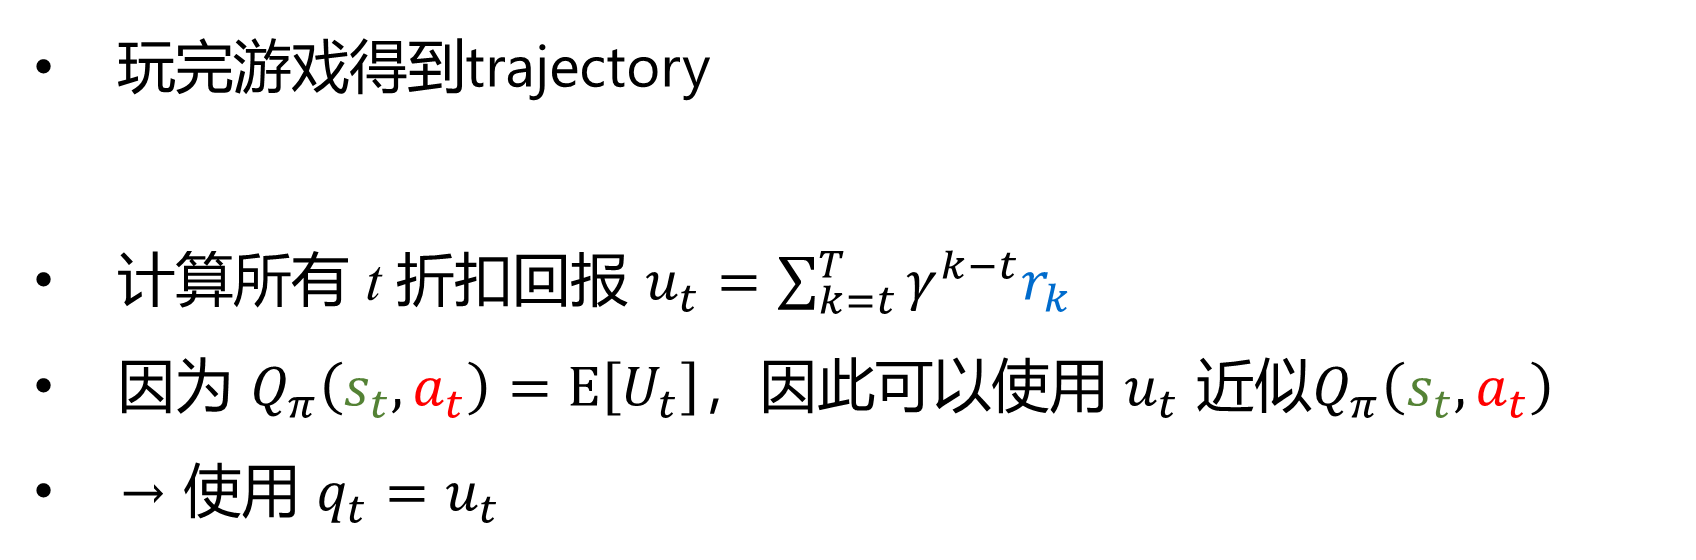 • 玩完游戏得到trajectory
• 计算所有 t 折扣回报 u_t = ∑_{k=t}^{T} γ^{k−t} r_k
• 因为 Q_π(s_t, a_t) = E[U_t]，因此可以使用 u_t 近似Q_π(s_t, a_t)
• → 使用 q_t = u_t